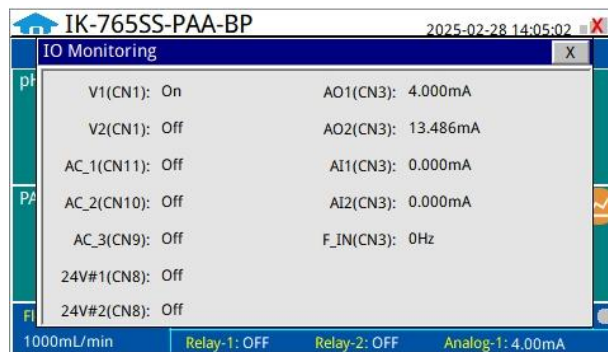 IK-765SS-PAA-BP
2025-02-28 14:05:02
IO Monitoring
X
V1(CN1): On
AO1(CN3): 4.000mA
V2(CN1): Off
AO2(CN3): 13.486mA
AC_1(CN11): Off
AI1(CN3): 0.000mA
AC_2(CN10): Off
AI2(CN3): 0.000mA
AC_3(CN9): Off
F_IN(CN3): 0Hz
24V#1(CN8): Off
24V#2(CN8): Off
1000mL/min
Relay-1: OFF
Relay-2: OFF
Analog-1: 4.00mA